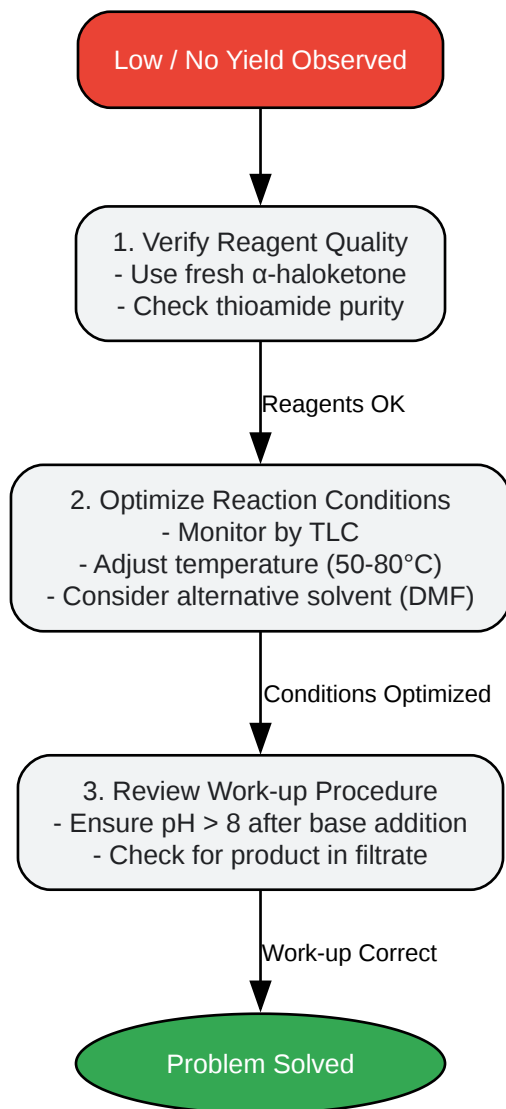 Low / No Yield Observed
1. Verify Reagent Quality
- Use fresh α-haloketone
- Check thioamide purity
Reagents OK
2. Optimize Reaction Conditions
- Monitor by TLC
- Adjust temperature (50-80°C)
- Consider alternative solvent (DMF)
Conditions Optimized
3. Review Work-up Procedure
- Ensure pH > 8 after base addition
- Check for product in filtrate
Work-up Correct
Problem Solved